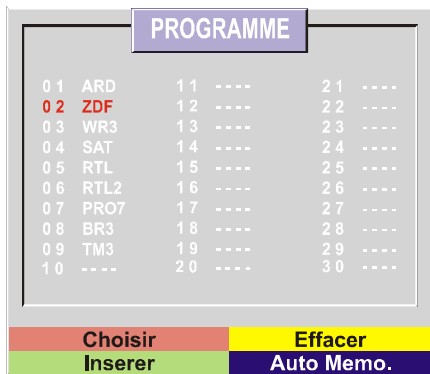 PROGRAMME
01 ARD 11 ---- 21 ----
02 ZDF 12 ---- 22 ----
03 WR3 13 ---- 23 ----
04 SAT 14 ---- 24 ----
05 RTL 15 ---- 25 ----
06 RTL2 16 ---- 26 ----
07 PRO7 17 ---- 27 ----
08 BR3 18 ---- 28 ----
09 TM3 19 ---- 29 ----
10 ---- 20 ---- 30 ----
Choisir Effacer
Inserer Auto Memo.